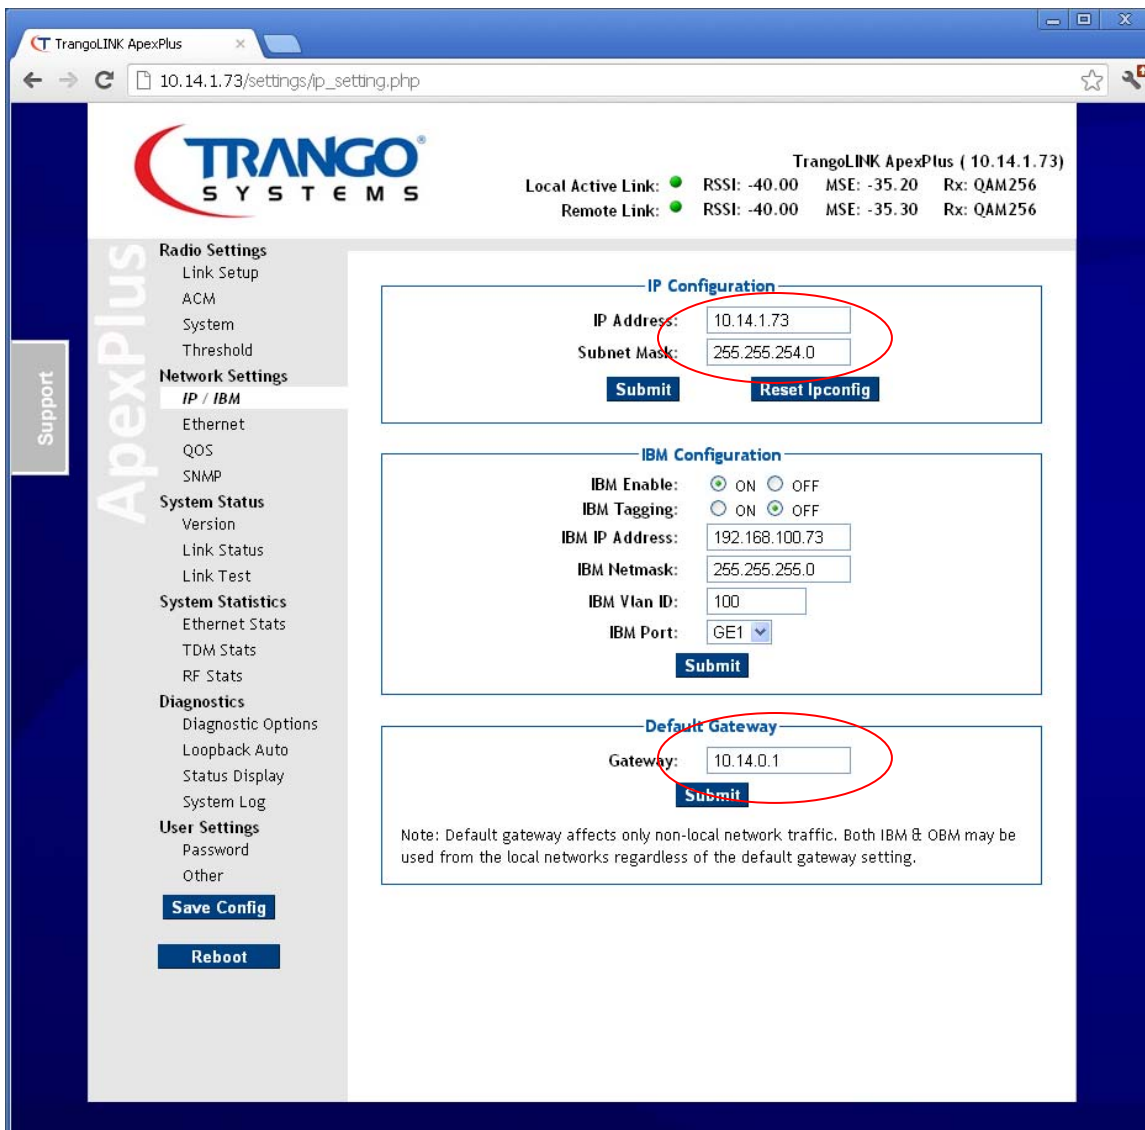 TrangoLINK ApexPlus
10.14.1.73/settings/ip_setting.php
TRANGO®
SYSTEMS
TrangoLINK ApexPlus ( 10.14.1.73)
Local Active Link: RSSI: -40.00 MSE: -35.20 Rx: QAM256
Remote Link: RSSI: -40.00 MSE: -35.30 Rx: QAM256
Support
ApexPlus
Radio Settings
Link Setup
ACM
System
Threshold
Network Settings
IP / IBM
Ethernet
QOS
SNMP
System Status
Version
Link Status
Link Test
System Statistics
Ethernet Stats
TDM Stats
RF Stats
Diagnostics
Diagnostic Options
Loopback Auto
Status Display
System Log
User Settings
Password
Other
Save Config
Reboot
IP Configuration
IP Address: 10.14.1.73
Subnet Mask: 255.255.254.0
Submit Reset Ipconfig
IBM Configuration
IBM Enable: ON OFF
IBM Tagging: ON OFF
IBM IP Address: 192.168.100.73
IBM Netmask: 255.255.255.0
IBM Vlan ID: 100
IBM Port: GE1
Submit
Default Gateway
Gateway: 10.14.0.1
Submit
Note: Default gateway affects only non-local network traffic. Both IBM & OBM may be
used from the local networks regardless of the default gateway setting.